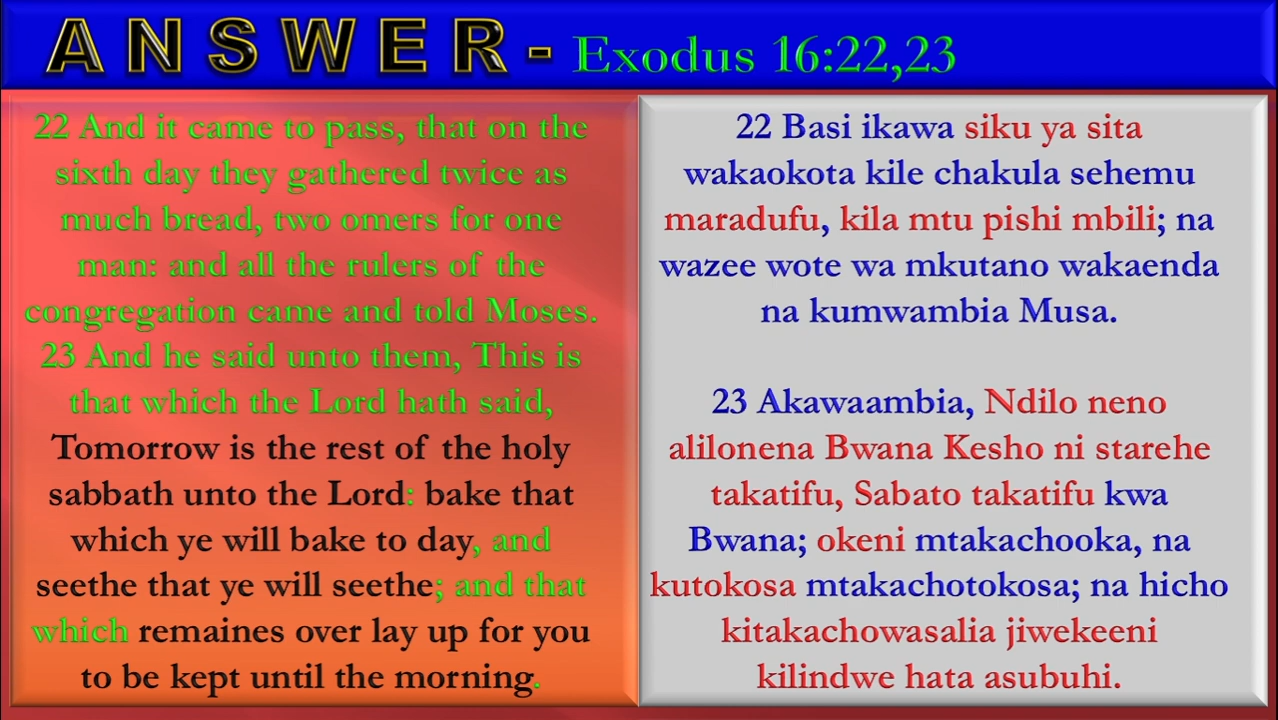 ANSWER- Exodus 16:22,23
22 And it came to pass, that on the
sixth day they gathered twice as
much bread, two omers for one
man: and all the rulers of the
congregation came and told Moses.
23 And he said unto them, This is
that which the Lord hath said,
Tomorrow is the rest of the holy
sabbath unto the Lord: bake that
which ye will bake to day, and
seethe that ye will seethe; and that
which remaines over lay up for you
to be kept until the morning.
22 Basi ikawa siku ya sita
wakaokota kile chakula sehemu
maradufu, kila mtu pishi mbili; na
wazee wote wa mkutano wakaenda
na kumwambia Musa.
23 Akawaambia, Ndilo neno
alilonena Bwana Kesho ni starehe
takatifu, Sabato takatifu kwa
Bwana; okeni mtakachooka, na
kutokosa mtakachotokosa; na hicho
kitakachowasalia jiwekeeni
kilindwe hata asubuhi.